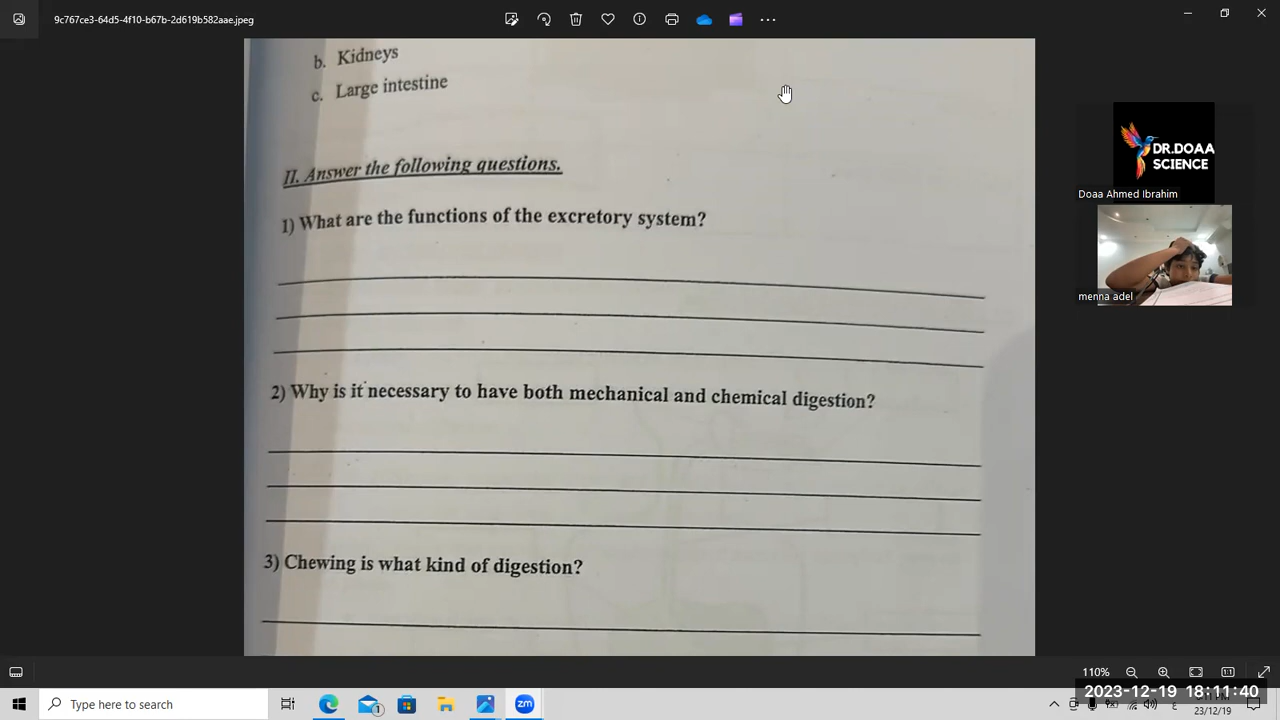 9c767ce3-64d5-4f10-b67b-2d619b582aae.jpeg
b. Kidneys
c. Large intestine
II. Answer the following questions.
1) What are the functions of the excretory system?
2) Why is it necessary to have both mechanical and chemical digestion?
3) Chewing is what kind of digestion?
DR.DOAA
SCIENCE
Doaa Ahmed Ibrahim
menna adel
110%
2023-12-19 18:11:40
Type here to search
1
zm
ع
23/12/19